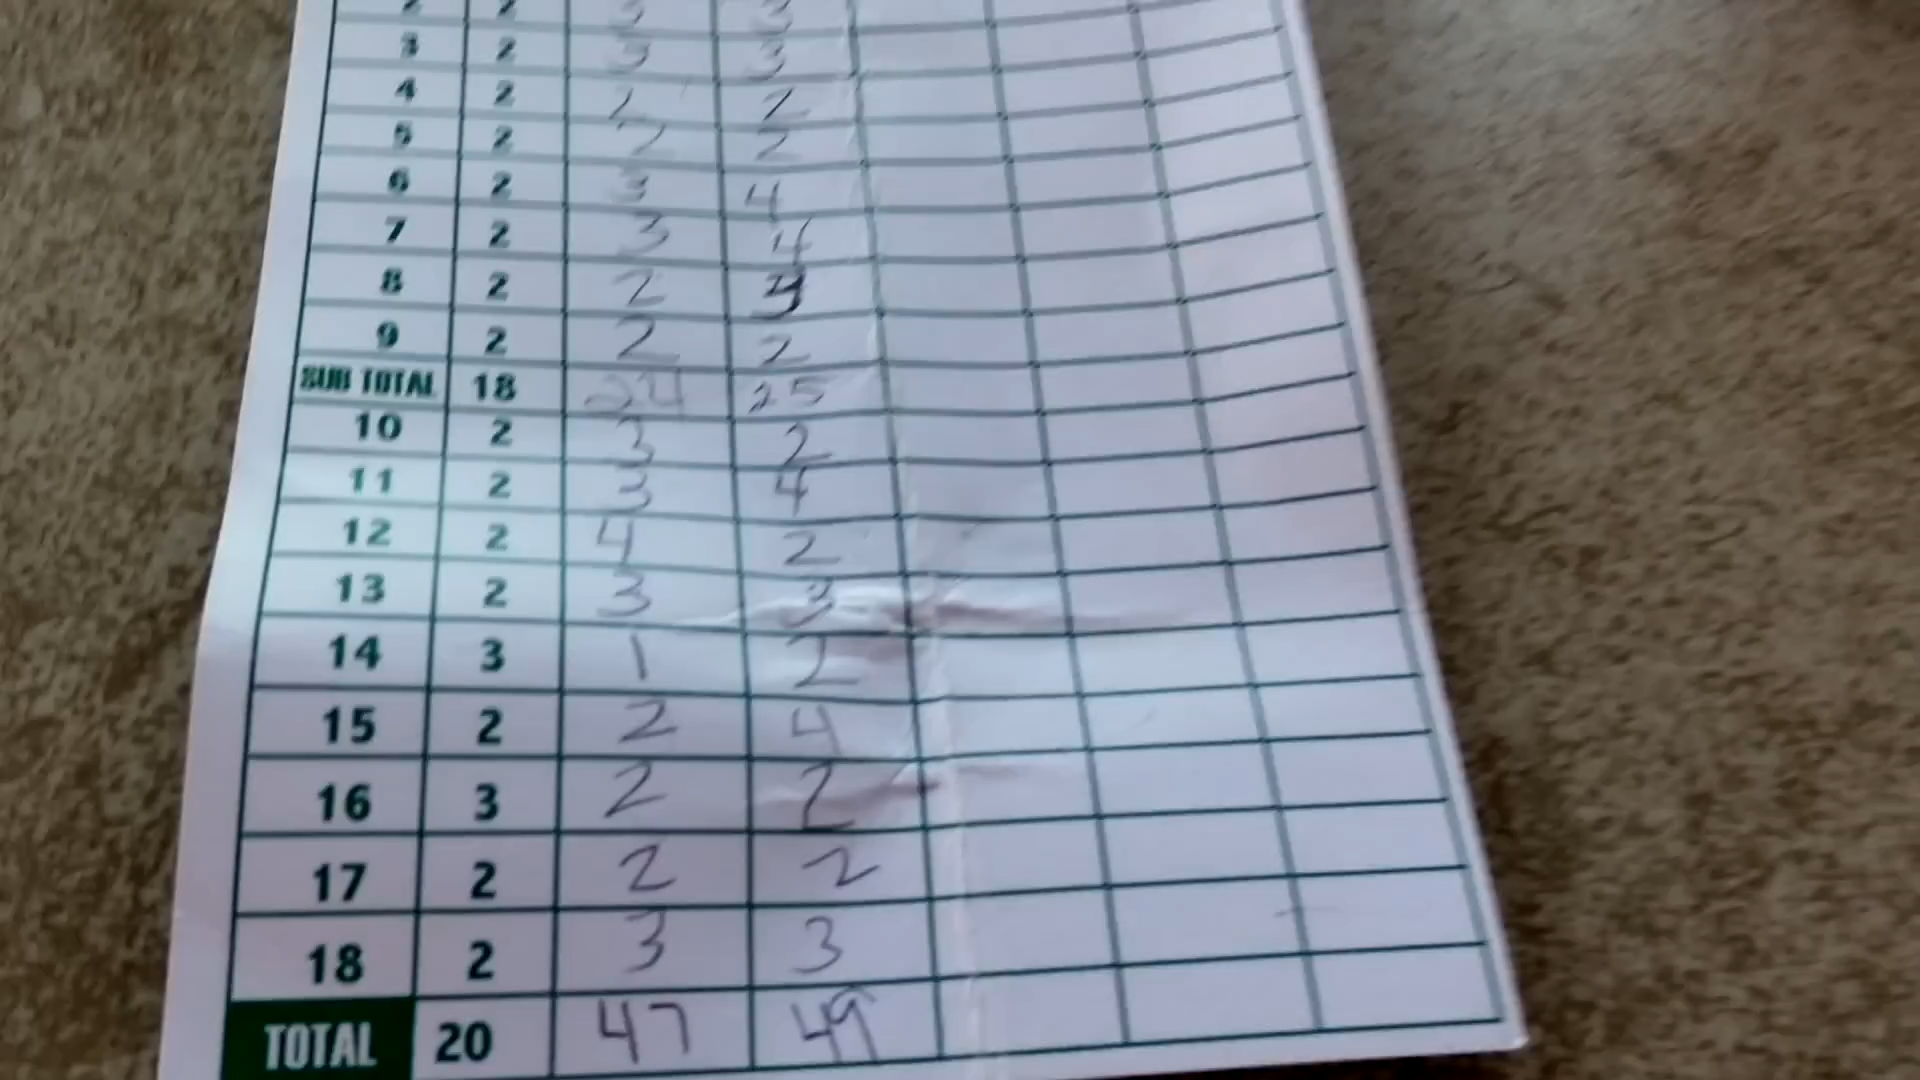 2 2 3 3
3 2 3 3
4 2 2 2
5 2 2 2
6 2 3 4
7 2 3 4
8 2 2
9 2 2 2
SUB TOTAL 18 24 25
10 2 3 2
11 2 3 4
12 2 4 2
13 2 3 3
14 3 1 2
15 2 2 4
16 3 2 2
17 2 2 2
18 2 3 3
TOTAL 20 47 49